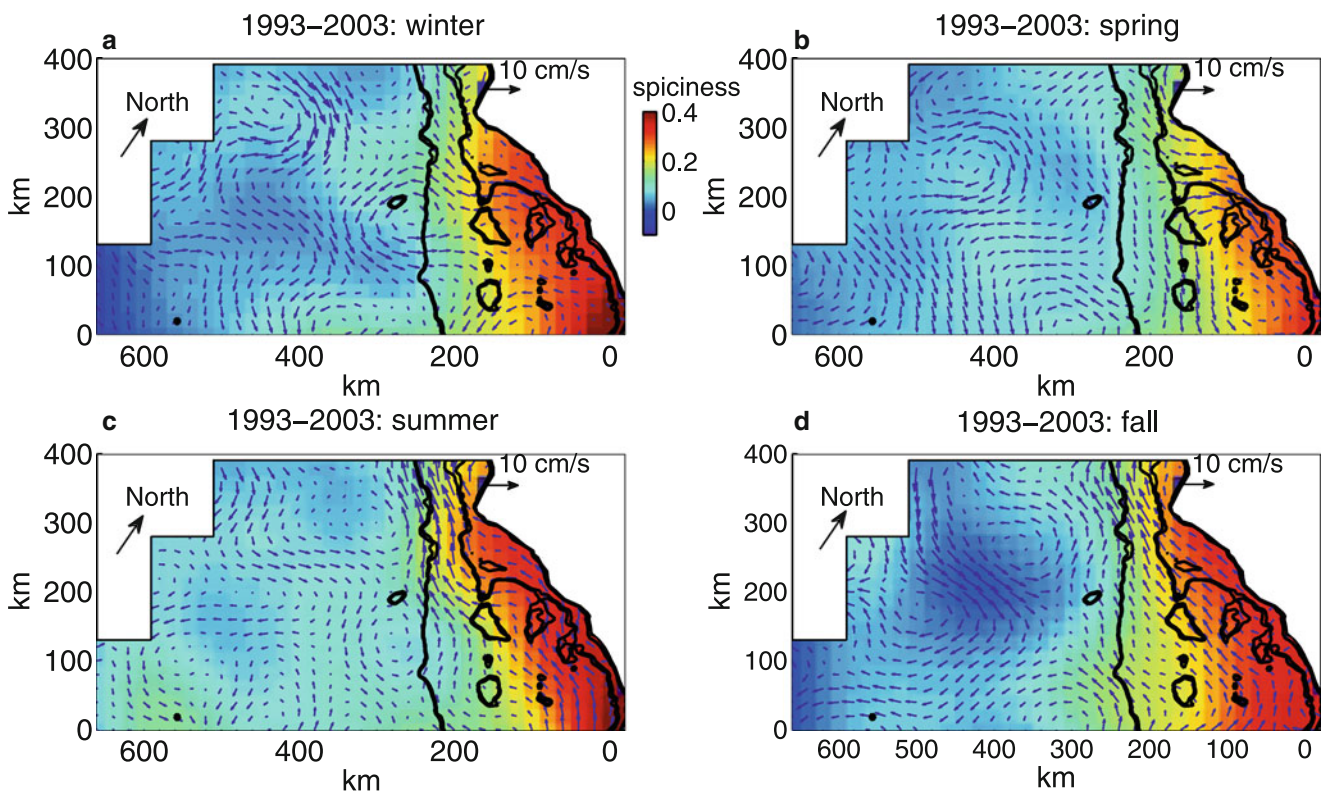 a 1993–2003: winter
400
300
200
100
0
km
600 400 200 0
km
North
10 cm/s
spiciness
0.4
0.2
0
b 1993–2003: spring
400
300
200
100
0
km
600 400 200 0
km
North
10 cm/s
c 1993–2003: summer
400
300
200
100
0
km
600 400 200 0
km
North
10 cm/s
d 1993–2003: fall
400
300
200
100
0
km
600 500 400 300 200 100 0
km
North
10 cm/s